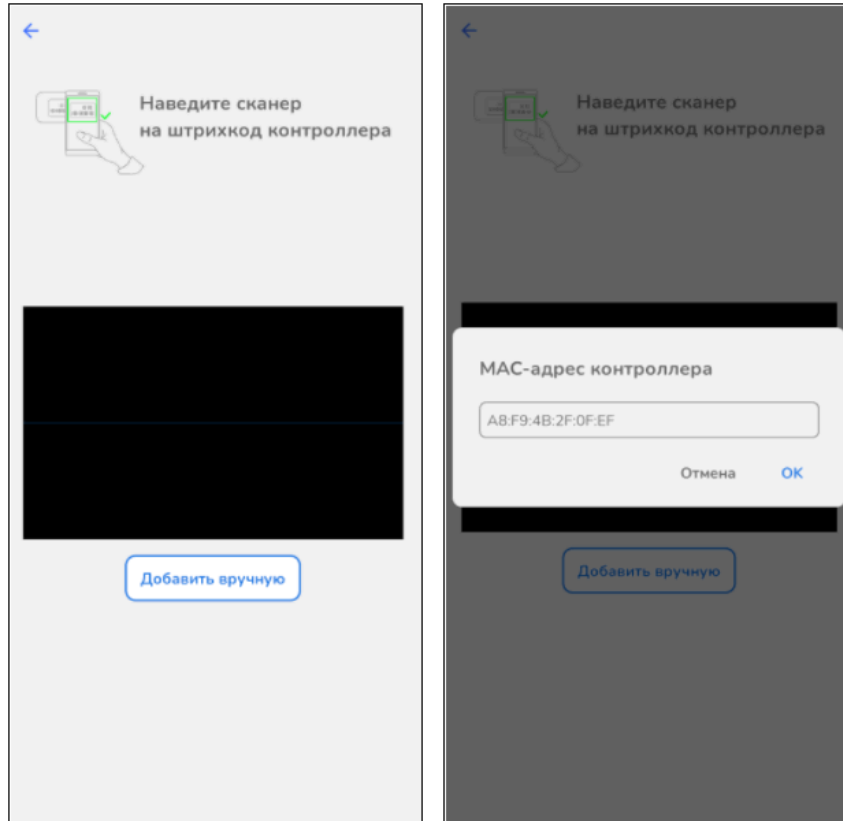 Наведите сканер
на штрихкод контроллера
Добавить вручную
Наведите сканер
на штрихкод контроллера
MAC-адрес контроллера
A8:F9:4B:2F:0F:EF
Отмена
ОК
Добавить вручную